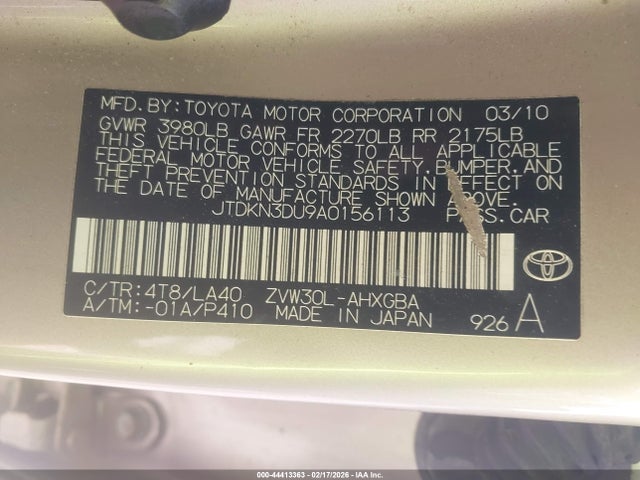 MFD. BY: TOYOTA MOTOR CORPORATION 03/10
GVWR 3980LB GAWR FR 2270LB RR 2175LB
THIS VEHICLE CONFORMS TO ALL APPLICABLE
FEDERAL MOTOR VEHICLE SAFETY, BUMPER, AND
THEFT PREVENTION STANDARDS IN EFFECT ON
THE DATE OF MANUFACTURE SHOWN ABOVE.
JTDKN3DU9A0156113 PASS. CAR
C/TR: 4T8/LA40 ZVW30L-AHXGBA
A/TM: -01A/P410 MADE IN JAPAN 926 A
000-44413363 - 02/17/2026 - IAA Inc.